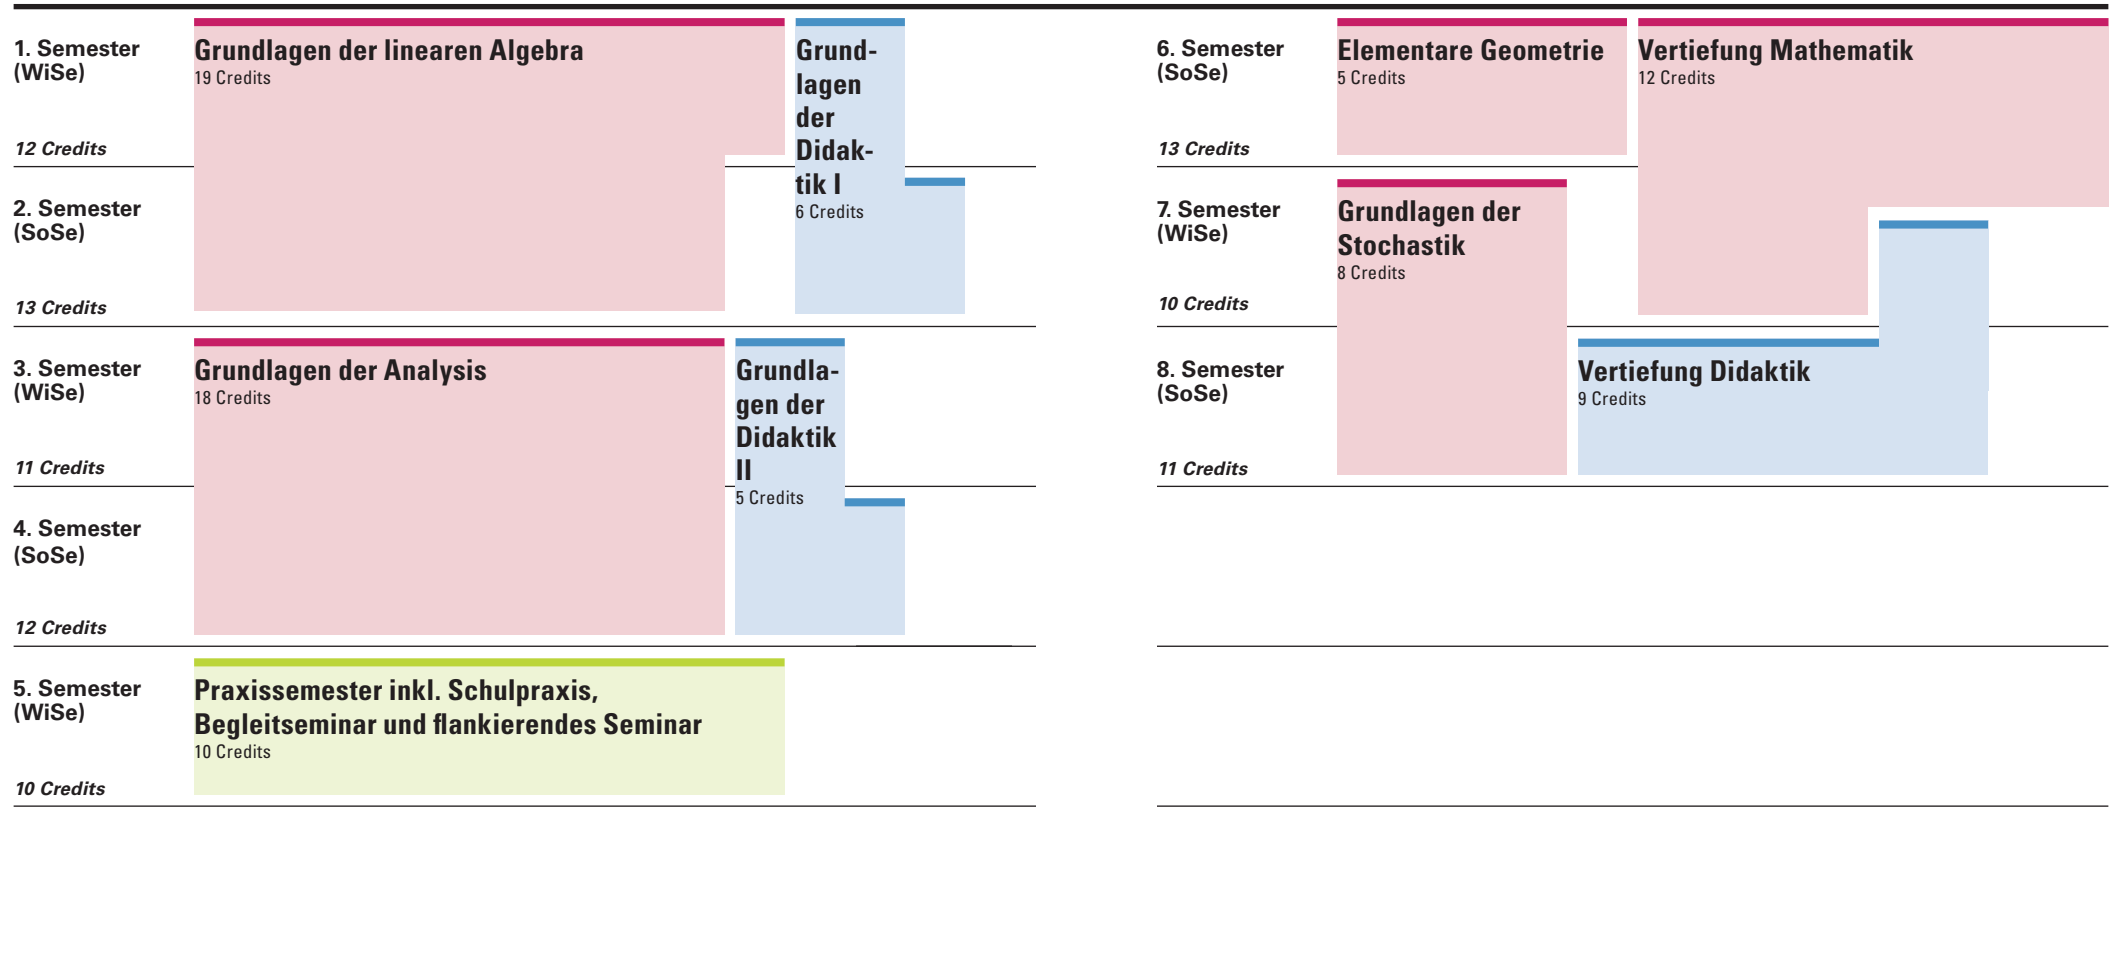 1. Semester
(WiSe)
12 Credits
Grundlagen der linearen Algebra
19 Credits
Grund-
lagen
der
Didak-
tik I
6 Credits
2. Semester
(SoSe)
13 Credits
3. Semester
(WiSe)
11 Credits
Grundlagen der Analysis
18 Credits
Grundla-
gen der
Didaktik
II
5 Credits
4. Semester
(SoSe)
12 Credits
5. Semester
(WiSe)
10 Credits
Praxissemester inkl. Schulpraxis,
Begleitseminar und flankierendes Seminar
10 Credits
6. Semester
(SoSe)
13 Credits
Elementare Geometrie
5 Credits
Vertiefung Mathematik
12 Credits
7. Semester
(WiSe)
10 Credits
Grundlagen der
Stochastik
8 Credits
8. Semester
(SoSe)
11 Credits
Vertiefung Didaktik
9 Credits